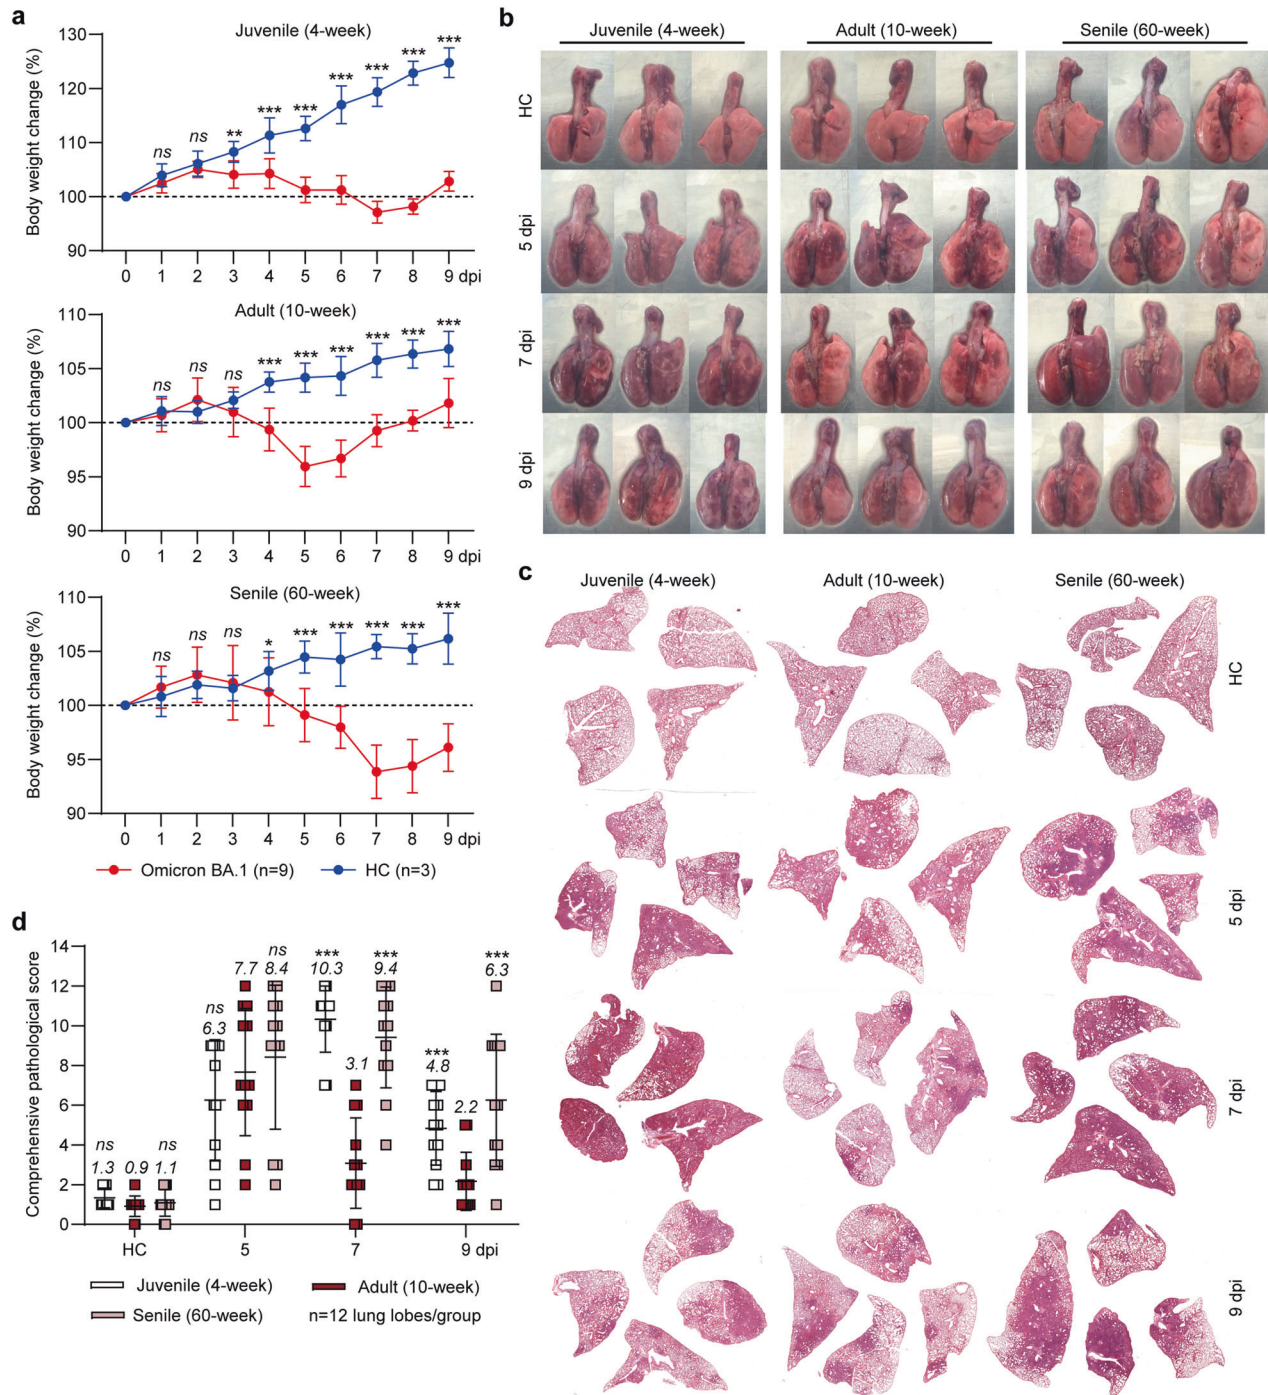 a
Juvenile (4-week)
Body weight change (%)
130
120
110
100
90
ns
ns
**
***
***
***
***
***
***
0 1 2 3 4 5 6 7 8 9 dpi
Adult (10-week)
Body weight change (%)
110
105
100
95
90
ns
ns
ns
***
***
***
***
***
***
0 1 2 3 4 5 6 7 8 9 dpi
Senile (60-week)
Body weight change (%)
110
105
100
95
90
ns
ns
ns
*
***
***
***
***
***
0 1 2 3 4 5 6 7 8 9 dpi
Omicron BA.1 (n=9) HC (n=3)
b
Juvenile (4-week) Adult (10-week) Senile (60-week)
HC
5 dpi
7 dpi
9 dpi
c
Juvenile (4-week) Adult (10-week) Senile (60-week)
HC
5 dpi
7 dpi
9 dpi
d
Comprehensive pathological score
14
12
10
8
6
4
2
0
ns ns
1.3 0.9 1.1
ns ns
6.3 7.7 8.4
*** ***
10.3 3.1 9.4
*** ***
4.8 2.2 6.3
HC 5 7 9 dpi
Juvenile (4-week) Adult (10-week)
Senile (60-week) n=12 lung lobes/group